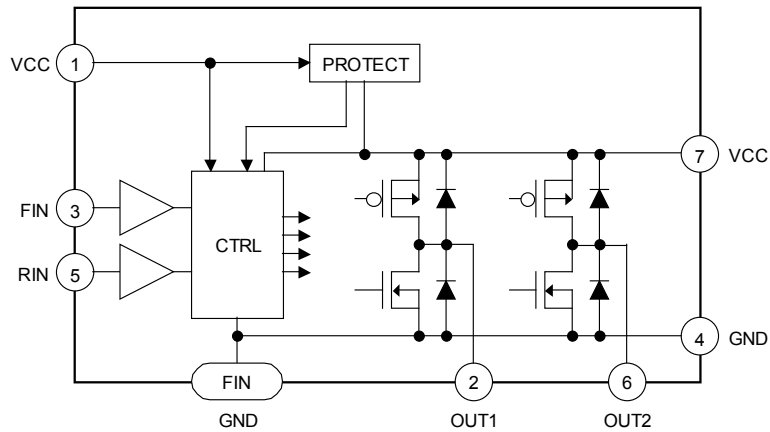 VCC 1
PROTECT
7 VCC
FIN 3
CTRL
RIN 5
4 GND
FIN
2
6
GND
OUT1
OUT2